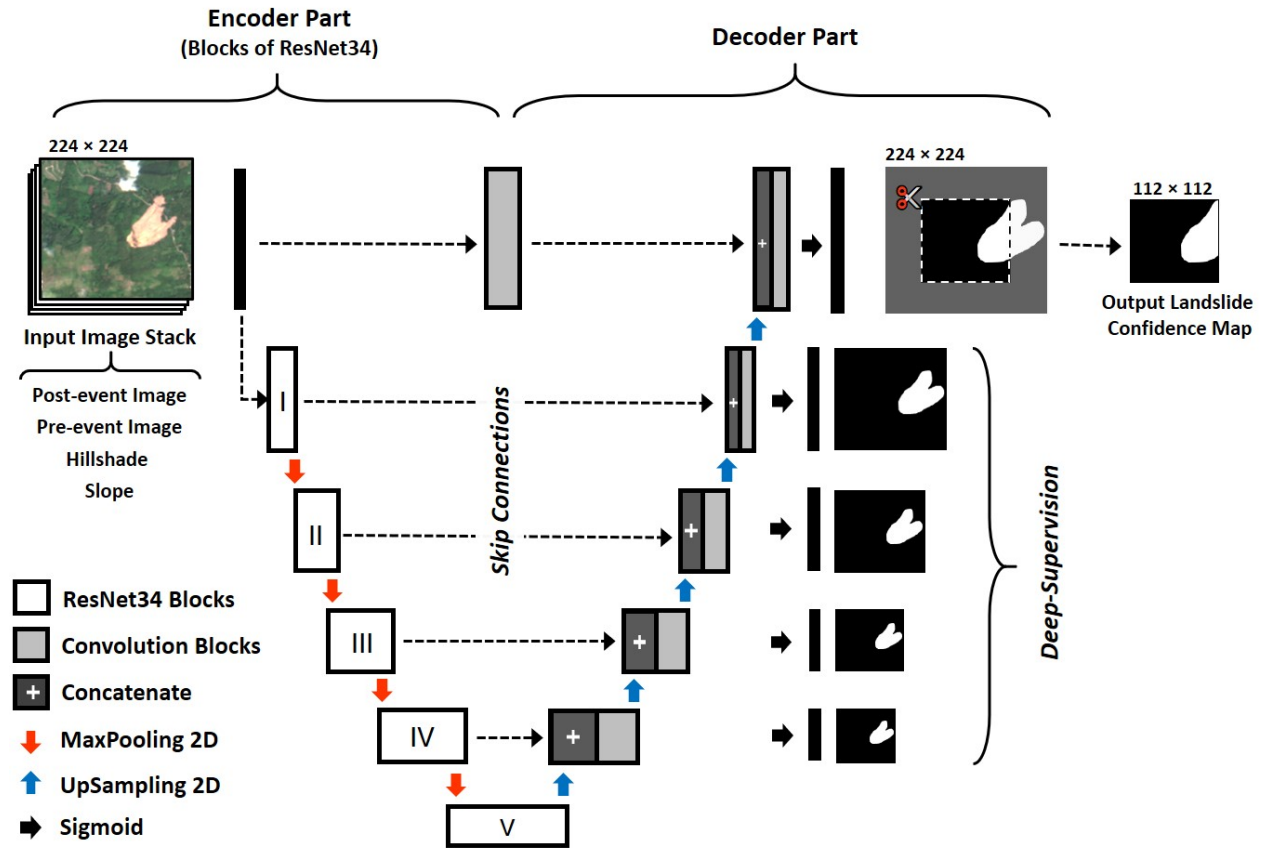 Encoder Part
(Blocks of ResNet34)
Decoder Part
224 × 224
224 × 224
112 × 112
+
Input Image Stack
Output Landslide
Confidence Map
Post-event Image
Pre-event Image
Hillshade
Slope
I
+
Skip Connections
II
+
Deep-Supervision
III
+
IV
+
V
ResNet34 Blocks
Convolution Blocks
+ Concatenate
MaxPooling 2D
UpSampling 2D
Sigmoid